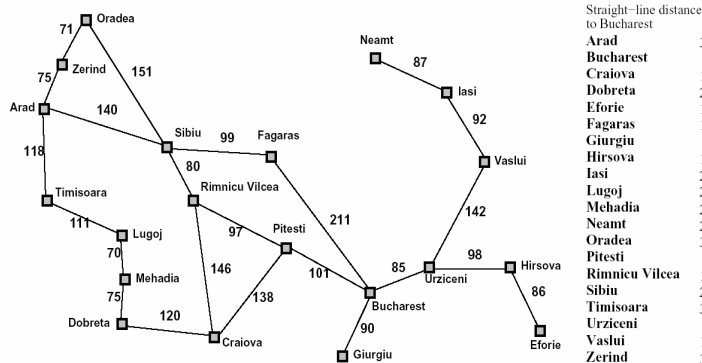 Oradea
71
Neamt
Zerind
87
151
75
Iasi
Arad
140
92
Sibiu
Fagaras
99
118
Vaslui
80
Timisoara
Rimnicu Vilcea
142
111
211
Lugoj
97
Pitesti
70
98
Hirsova
85
146
101
Urziceni
Mehadia
138
86
75
Bucharest
120
Dobreta
90
Craiova
Eforie
Giurgiu
Straight−line distance
to Bucharest
Arad
Bucharest
Craiova
Dobreta
Eforie
Fagaras
Giurgiu
Hirsova
Iasi
Lugoj
Mehadia
Neamt
Oradea
Pitesti
Rimnicu Vilcea
Sibiu
Timisoara
Urziceni
Vaslui
Zerind